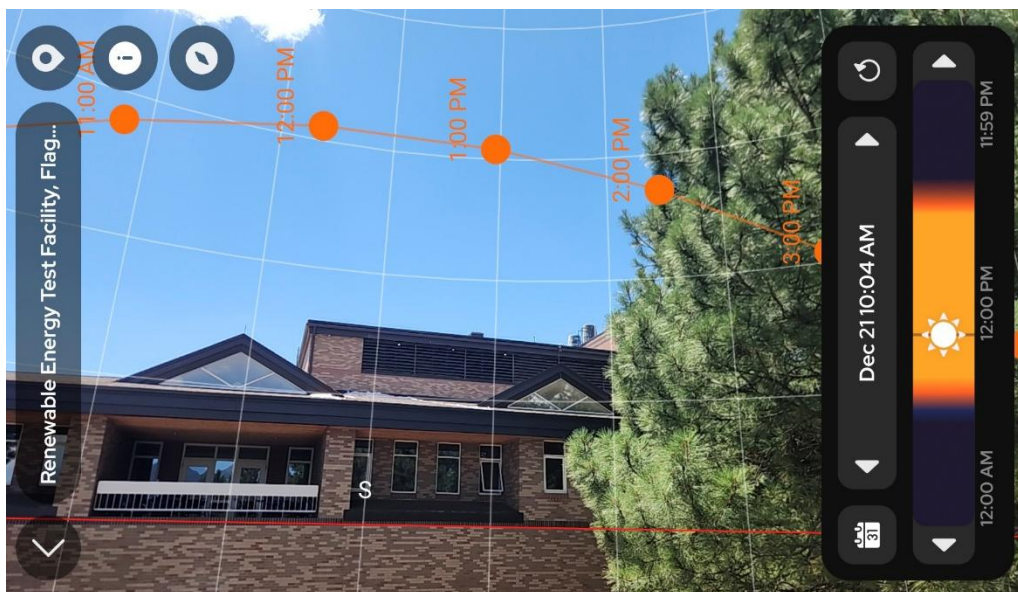 Renewable Energy Test Facility, Flag...
11:00 AM
12:00 PM
1:00 PM
2:00 PM
3:00 PM
S
31
Dec 21 10:04 AM
12:00 AM
12:00 PM
11:59 PM